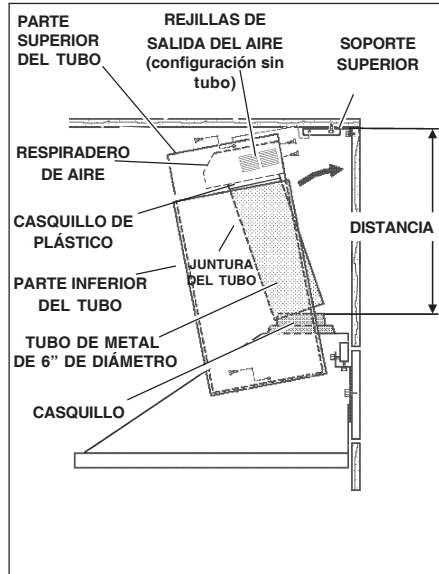 PARTE
SUPERIOR
DEL TUBO
REJILLAS DE
SALIDA DEL AIRE
(configuración sin
tubo)
SOPORTE
SUPERIOR
RESPIRADERO
DE AIRE
CASQUILLO DE
PLÁSTICO
DISTANCIA
JUNTURA
DEL TUBO
PARTE INFERIOR
DEL TUBO
TUBO DE METAL
DE 6” DE DIÁMETRO
CASQUILLO